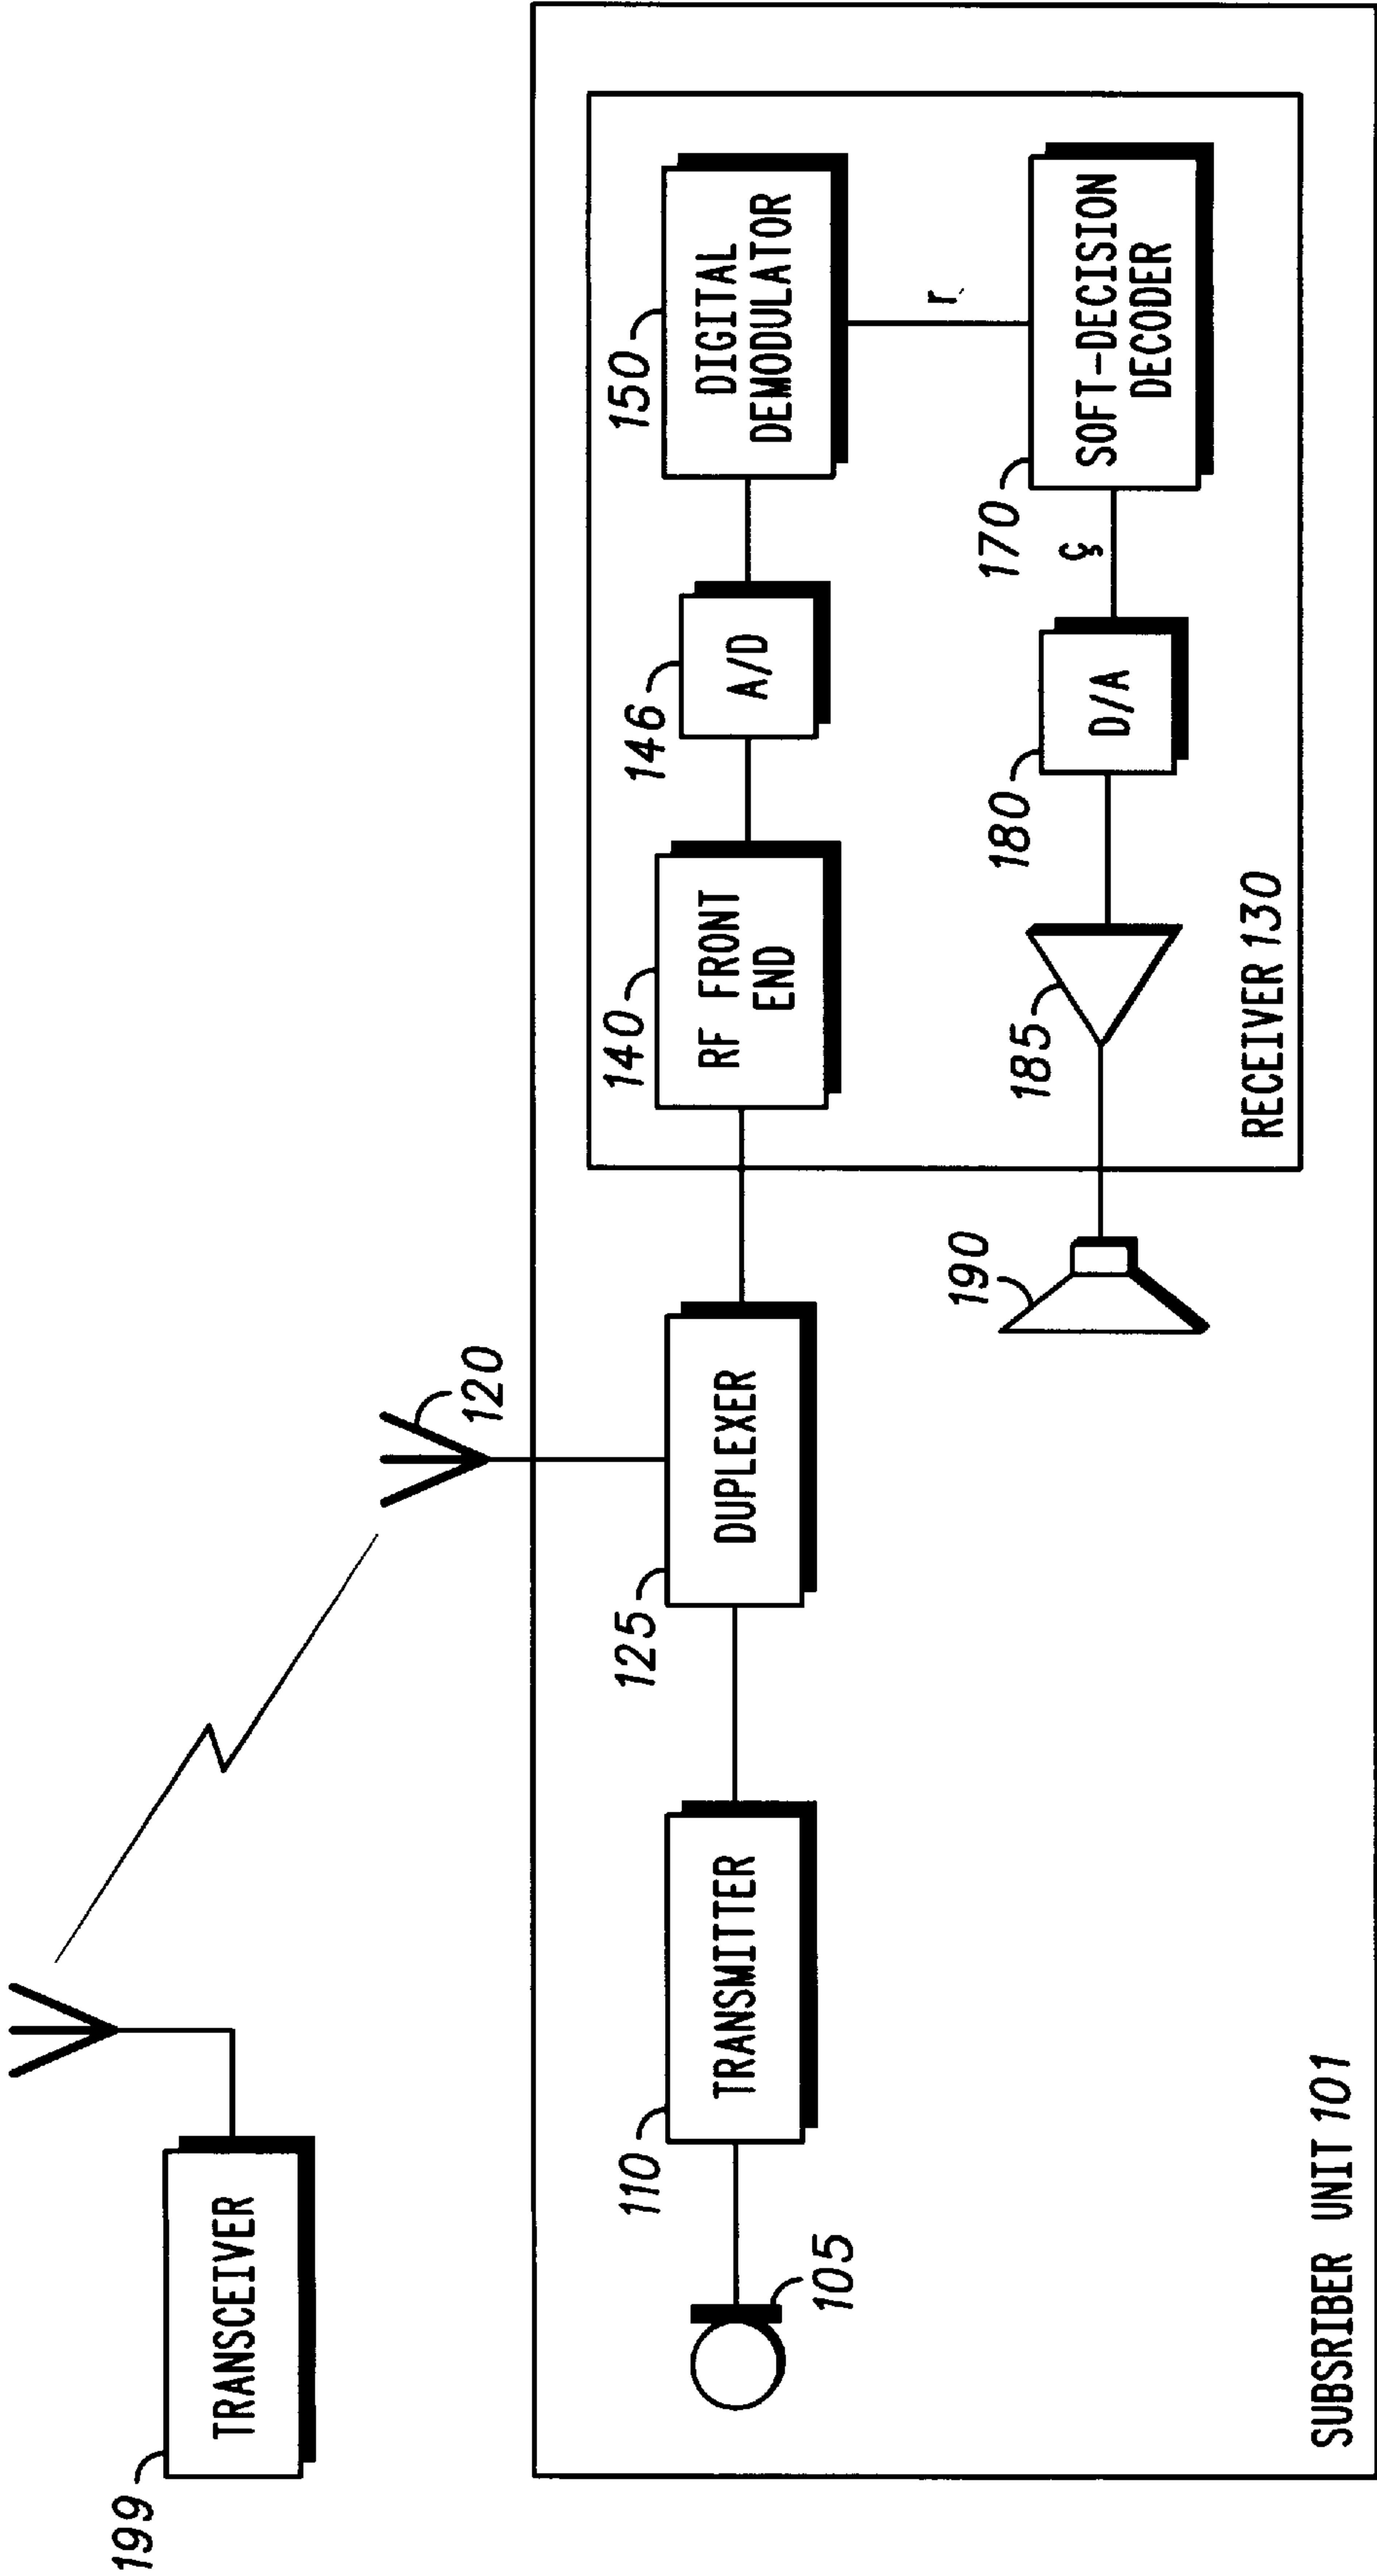 199
TRANSCEIVER
120
110
TRANSMITTER
105
125
DUPLEXER
140
RF FRONT
END
146
A/D
150
DIGITAL
DEMODULATOR
r
170
SOFT-DECISION
DECODER
180
D/A
185
190
RECEIVER 130
SUBSRIBER UNIT 101